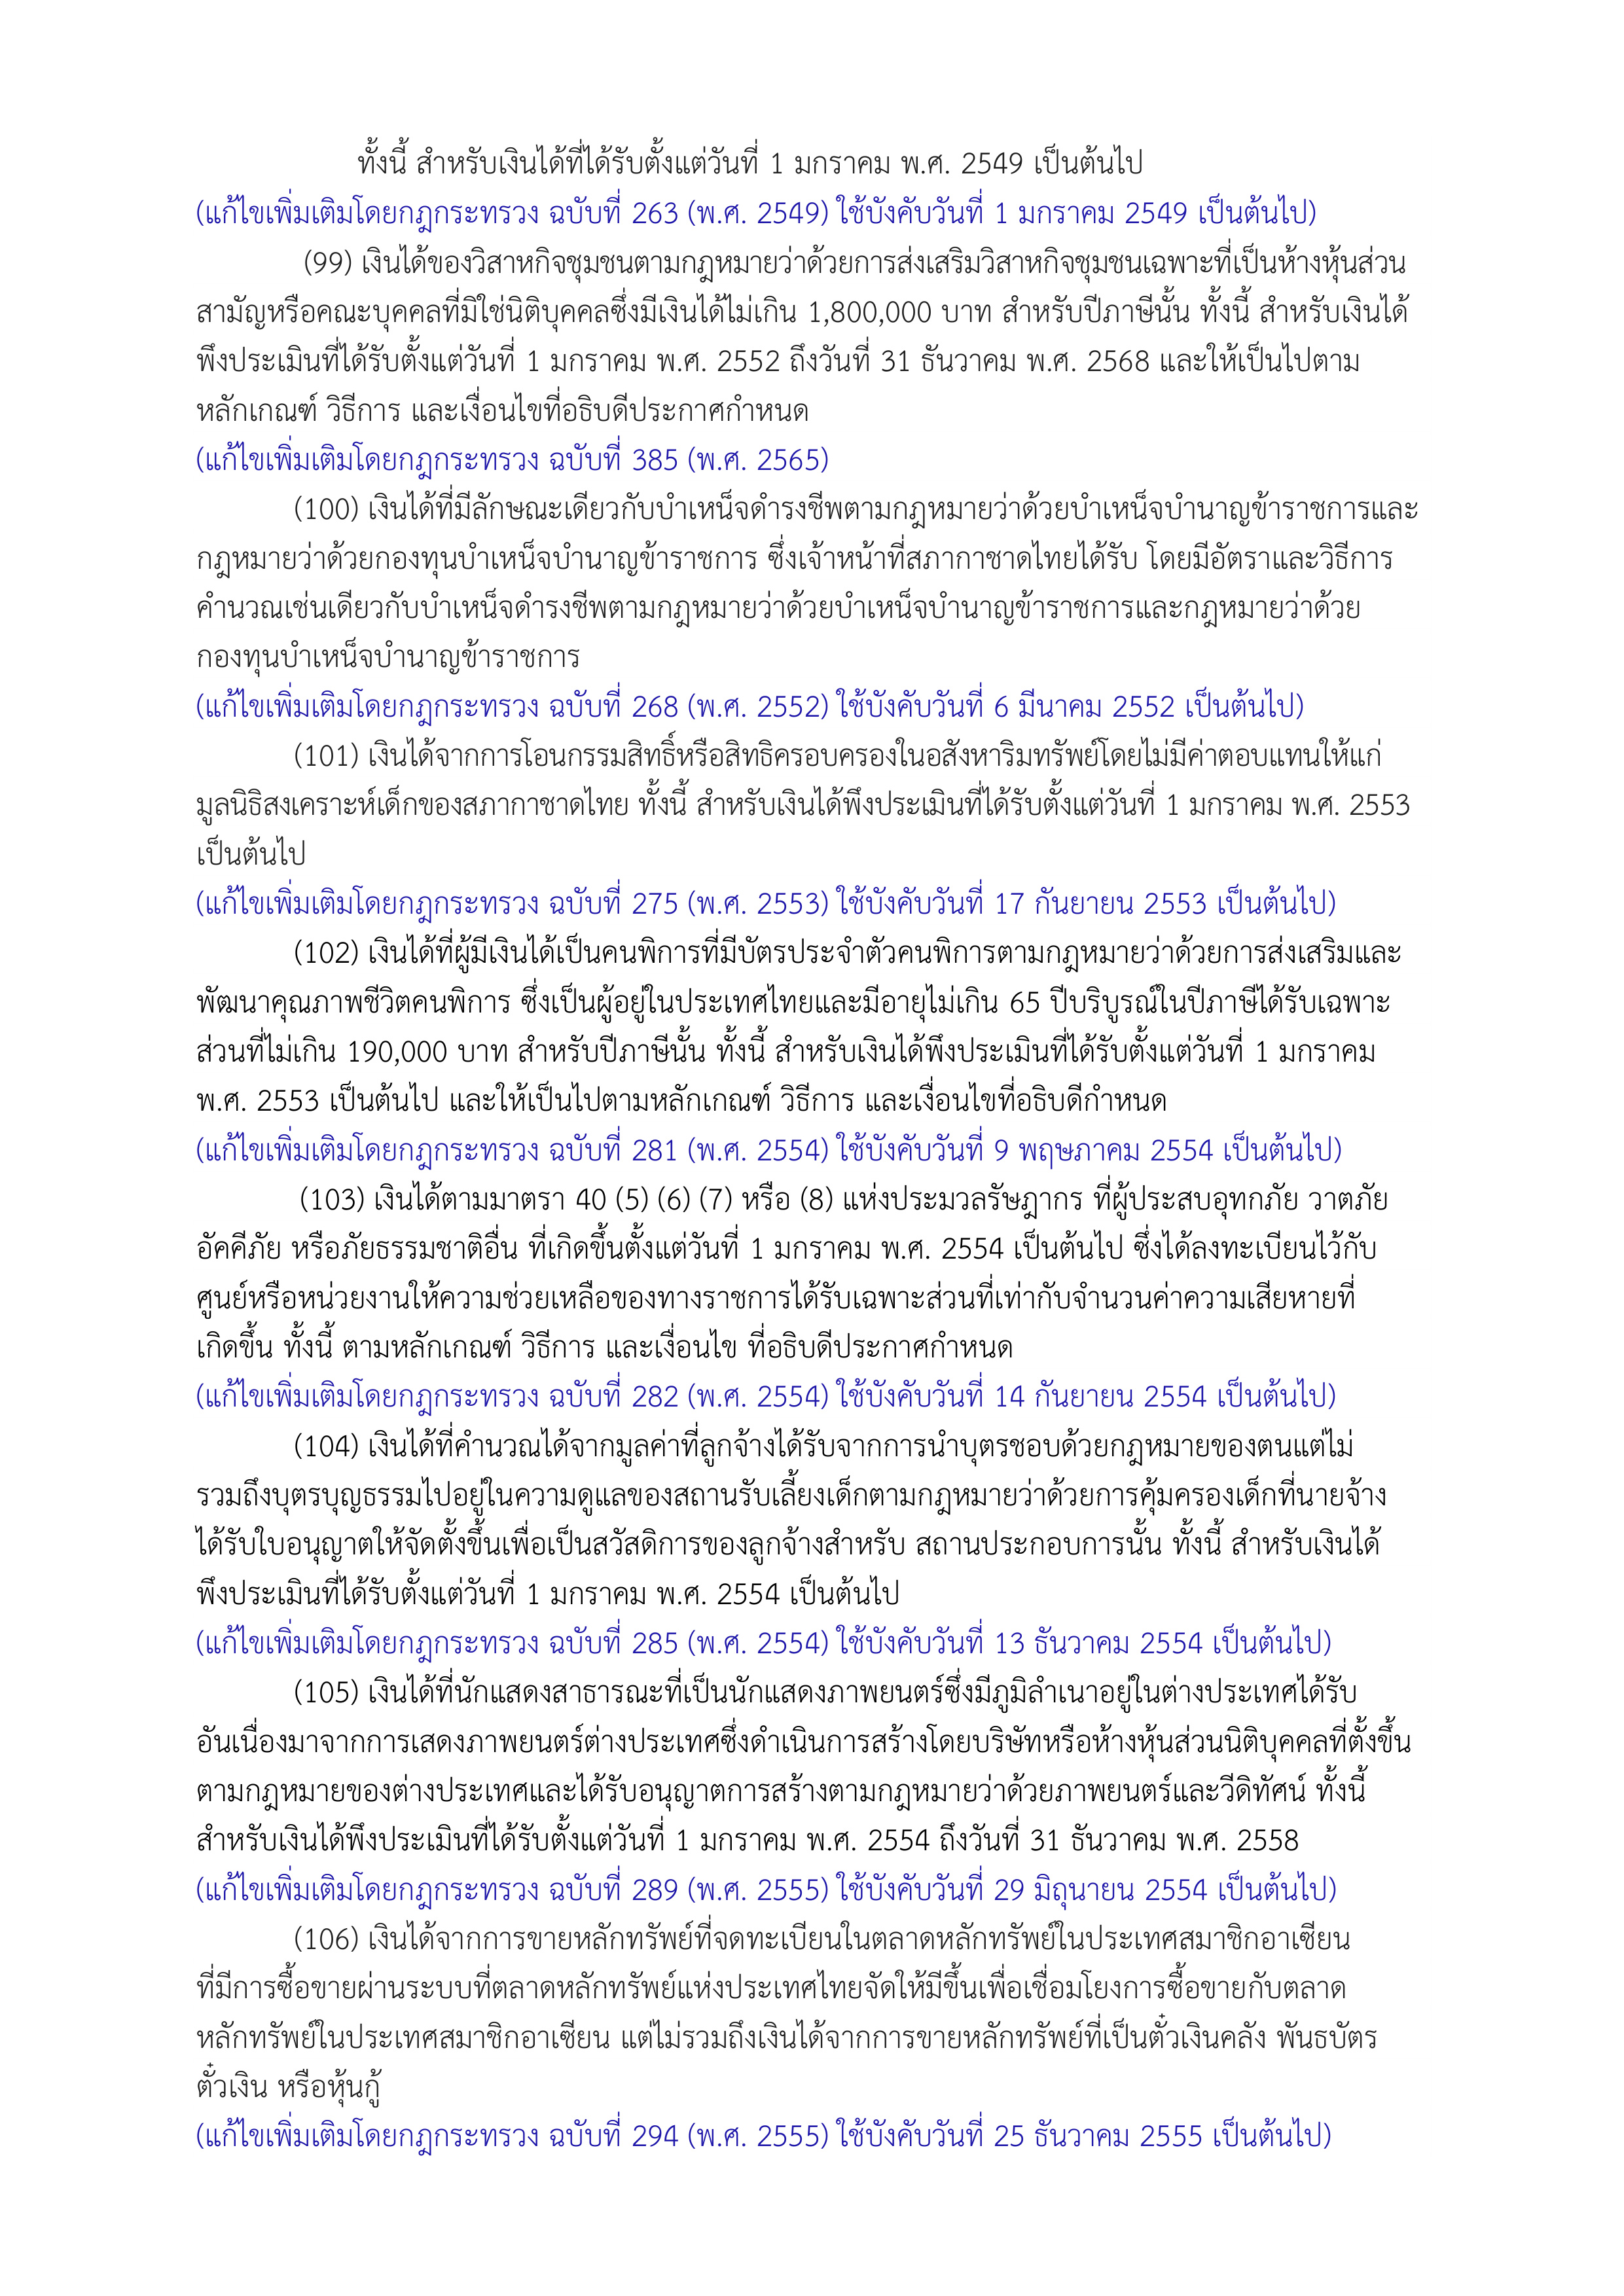 ทั้งนี้ สำหรับเงินได้ที่ได้รับตั้งแต่วันที่ 1 มกราคม พ.ศ. 2549 เป็นต้นไป
(แก้ไขเพิ่มเติมโดยกฎกระทรวง ฉบับที่ 263 (พ.ศ. 2549) ใช้บังคับวันที่ 1 มกราคม 2549 เป็นต้นไป)
(99) เงินได้ของวิสาหกิจชุมชนตามกฎหมายว่าด้วยการส่งเสริมวิสาหกิจชุมชนเฉพาะที่เป็นห้างหุ้นส่วน
สามัญหรือคณะบุคคลที่มิใช่นิติบุคคลซึ่งมีเงินได้ไม่เกิน 1,800,000 บาท สำหรับปีภาษีนั้น ทั้งนี้ สำหรับเงินได้
พึงประเมินที่ได้รับตั้งแต่วันที่ 1 มกราคม พ.ศ. 2552 ถึงวันที่ 31 ธันวาคม พ.ศ. 2568 และให้เป็นไปตาม
หลักเกณฑ์ วิธีการ และเงื่อนไขที่อธิบดีประกาศกำหนด
(แก้ไขเพิ่มเติมโดยกฎกระทรวง ฉบับที่ 385 (พ.ศ. 2565)
(100) เงินได้ที่มีลักษณะเดียวกับบำเหน็จดำรงชีพตามกฎหมายว่าด้วยบำเหน็จบำนาญข้าราชการและ
กฎหมายว่าด้วยกองทุนบำเหน็จบำนาญข้าราชการ ซึ่งเจ้าหน้าที่สภากาชาดไทยได้รับ โดยมีอัตราและวิธีการ
คำนวณเช่นเดียวกับบำเหน็จดำรงชีพตามกฎหมายว่าด้วยบำเหน็จบำนาญข้าราชการและกฎหมายว่าด้วย
กองทุนบำเหน็จบำนาญข้าราชการ
(แก้ไขเพิ่มเติมโดยกฎกระทรวง ฉบับที่ 268 (พ.ศ. 2552) ใช้บังคับวันที่ 6 มีนาคม 2552 เป็นต้นไป)
(101) เงินได้จากการโอนกรรมสิทธิ์หรือสิทธิครอบครองในอสังหาริมทรัพย์โดยไม่มีค่าตอบแทนให้แก่
มูลนิธิสงเคราะห์เด็กของสภากาชาดไทย ทั้งนี้ สำหรับเงินได้พึงประเมินที่ได้รับตั้งแต่วันที่ 1 มกราคม พ.ศ. 2553
เป็นต้นไป
(แก้ไขเพิ่มเติมโดยกฎกระทรวง ฉบับที่ 275 (พ.ศ. 2553) ใช้บังคับวันที่ 17 กันยายน 2553 เป็นต้นไป)
(102) เงินได้ที่ผู้มีเงินได้เป็นคนพิการที่มีบัตรประจำตัวคนพิการตามกฎหมายว่าด้วยการส่งเสริมและ
พัฒนาคุณภาพชีวิตคนพิการ ซึ่งเป็นผู้อยู่ในประเทศไทยและมีอายุไม่เกิน 65 ปีบริบูรณ์ในปีภาษีได้รับเฉพาะ
ส่วนที่ไม่เกิน 190,000 บาท สำหรับปีภาษีนั้น ทั้งนี้ สำหรับเงินได้พึงประเมินที่ได้รับตั้งแต่วันที่ 1 มกราคม
พ.ศ. 2553 เป็นต้นไป และให้เป็นไปตามหลักเกณฑ์ วิธีการ และเงื่อนไขที่อธิบดีกำหนด
(แก้ไขเพิ่มเติมโดยกฎกระทรวง ฉบับที่ 281 (พ.ศ. 2554) ใช้บังคับวันที่ 9 พฤษภาคม 2554 เป็นต้นไป)
(103) เงินได้ตามมาตรา 40 (5) (6) (7) หรือ (8) แห่งประมวลรัษฎากร ที่ผู้ประสบอุทกภัย วาตภัย
อัคคีภัย หรือภัยธรรมชาติอื่น ที่เกิดขึ้นตั้งแต่วันที่ 1 มกราคม พ.ศ. 2554 เป็นต้นไป ซึ่งได้ลงทะเบียนไว้กับ
ศูนย์หรือหน่วยงานให้ความช่วยเหลือของทางราชการได้รับเฉพาะส่วนที่เท่ากับจำนวนค่าความเสียหายที่
เกิดขึ้น ทั้งนี้ ตามหลักเกณฑ์ วิธีการ และเงื่อนไข ที่อธิบดีประกาศกำหนด
(แก้ไขเพิ่มเติมโดยกฎกระทรวง ฉบับที่ 282 (พ.ศ. 2554) ใช้บังคับวันที่ 14 กันยายน 2554 เป็นต้นไป)
(104) เงินได้ที่คำนวณได้จากมูลค่าที่ลูกจ้างได้รับจากการนำบุตรชอบด้วยกฎหมายของตนแต่ไม่
รวมถึงบุตรบุญธรรมไปอยู่ในความดูแลของสถานรับเลี้ยงเด็กตามกฎหมายว่าด้วยการคุ้มครองเด็กที่นายจ้าง
ได้รับใบอนุญาตให้จัดตั้งขึ้นเพื่อเป็นสวัสดิการของลูกจ้างสำหรับ สถานประกอบการนั้น ทั้งนี้ สำหรับเงินได้
พึงประเมินที่ได้รับตั้งแต่วันที่ 1 มกราคม พ.ศ. 2554 เป็นต้นไป
(แก้ไขเพิ่มเติมโดยกฎกระทรวง ฉบับที่ 285 (พ.ศ. 2554) ใช้บังคับวันที่ 13 ธันวาคม 2554 เป็นต้นไป)
(105) เงินได้ที่นักแสดงสาธารณะที่เป็นนักแสดงภาพยนตร์ซึ่งมีภูมิลำเนาอยู่ในต่างประเทศได้รับ
อันเนื่องมาจากการเสดงภาพยนตร์ต่างประเทศซึ่งดำเนินการสร้างโดยบริษัทหรือห้างหุ้นส่วนนิติบุคคลที่ตั้งขึ้น
ตามกฎหมายของต่างประเทศและได้รับอนุญาตการสร้างตามกฎหมายว่าด้วยภาพยนตร์และวีดิทัศน์ ทั้งนี้
สำหรับเงินได้พึงประเมินที่ได้รับตั้งแต่วันที่ 1 มกราคม พ.ศ. 2554 ถึงวันที่ 31 ธันวาคม พ.ศ. 2558
(แก้ไขเพิ่มเติมโดยกฎกระทรวง ฉบับที่ 289 (พ.ศ. 2555) ใช้บังคับวันที่ 29 มิถุนายน 2554 เป็นต้นไป)
(106) เงินได้จากการขายหลักทรัพย์ที่จดทะเบียนในตลาดหลักทรัพย์ในประเทศสมาชิกอาเซียน
ที่มีการซื้อขายผ่านระบบที่ตลาดหลักทรัพย์แห่งประเทศไทยจัดให้มีขึ้นเพื่อเชื่อมโยงการซื้อขายกับตลาด
หลักทรัพย์ในประเทศสมาชิกอาเซียน แต่ไม่รวมถึงเงินได้จากการขายหลักทรัพย์ที่เป็นตั๋วเงินคลัง พันธบัตร
ตั๋วเงิน หรือหุ้นกู้
(แก้ไขเพิ่มเติมโดยกฎกระทรวง ฉบับที่ 294 (พ.ศ. 2555) ใช้บังคับวันที่ 25 ธันวาคม 2555 เป็นต้นไป)